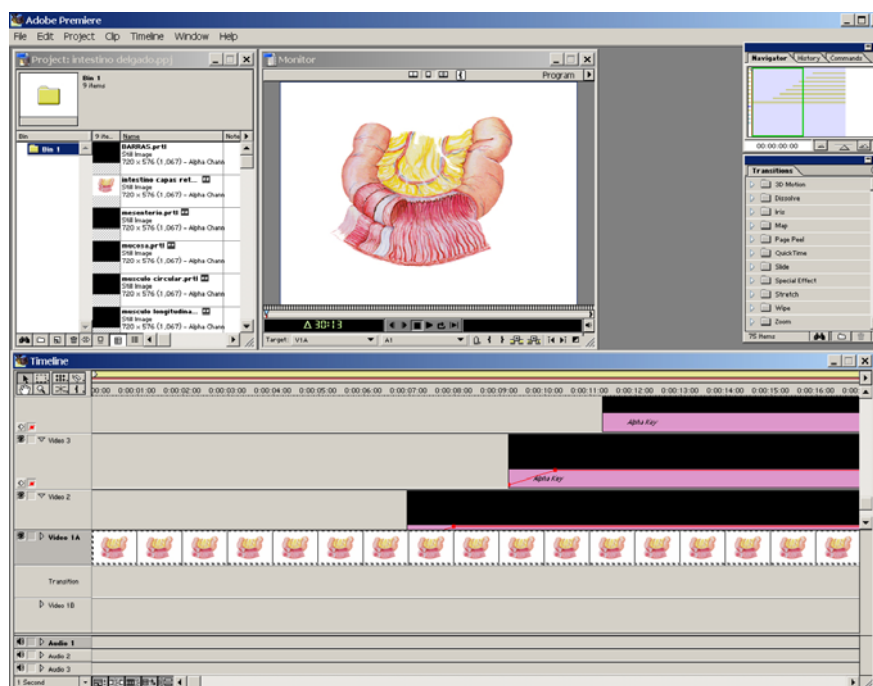 Adobe Premiere
File Edit Project Clip Timeline Window Help
Project: intestino delgado.ppj
Bin 1
9 items
Bin 9 ite... Name Note
Bin 1
BARRAS.prtl
Still Image
720 x 576 (1,067) - Alpha Chann
intestino capas ret...
Still Image
720 x 576 (1,067) - Alpha Chann
mesenterio.prtl
Still Image
720 x 576 (1,067) - Alpha Chann
mucosa.prtl
Still Image
720 x 576 (1,067) - Alpha Chann
musculo circular.prtl
Still Image
720 x 576 (1,067) - Alpha Chann
musculo longitudina...
Still Image
720 x 576 (1,067) - Alpha Chann
Monitor
Program
Δ 30:13
Target: V1A A1
Navigator History Commands
00:00:00:00
Transitions
3D Motion
Dissolve
Iris
Map
Page Peel
QuickTime
Slide
Special Effect
Stretch
Wipe
Zoom
75 Items
Timeline
00:00 0:00:01:00 0:00:02:00 0:00:03:00 0:00:04:00 0:00:05:00 0:00:06:00 0:00:07:00 0:00:08:00 0:00:09:00 0:00:10:00 0:00:11:00 0:00:12:00 0:00:13:00 0:00:14:00 0:00:15:00 0:00:16:00 0:00
Alpha Key
Video 3
Alpha Key
Video 2
Video 1A
Transition
Video 1B
Audio 1
Audio 2
Audio 3
1 Second